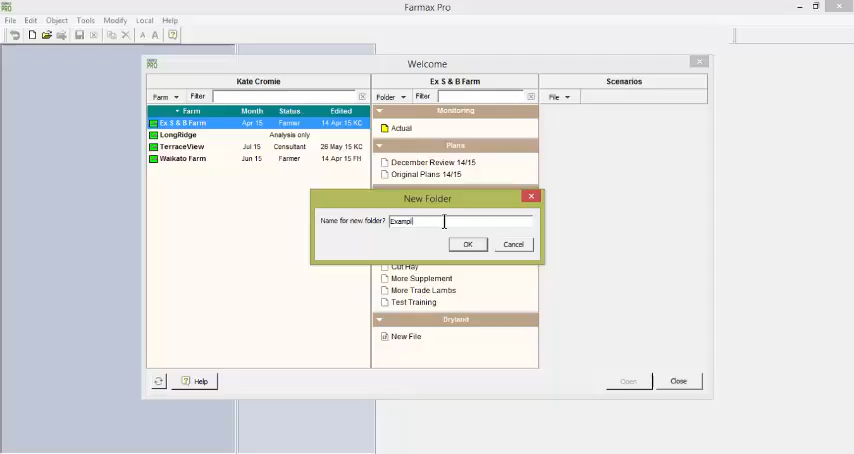 FARMAX
PRO
Farmax Pro
File Edit Object Tools Modify Local Help
PRO
Welcome
Kate Cromie
Ex S & B Farm
Scenarios
Farm
Filter
Folder
Filter
File
Farm Month Status Edited
Ex S & B Farm Apr 15 Farmer 14 Apr 15 KC
LongRidge Analysis only
TerraceView Jul 15 Consultant 26 May 15 KC
Waikato Farm Jun 15 Farmer 14 Apr 15 FH
Monitoring
Actual
Plans
December Review 14/15
Original Plans 14/15
New Folder
Name for new folder? Exampl
OK
Cancel
Cut Hay
More Supplement
More Trade Lambs
Test Training
Dryland
New File
Help
Open
Close